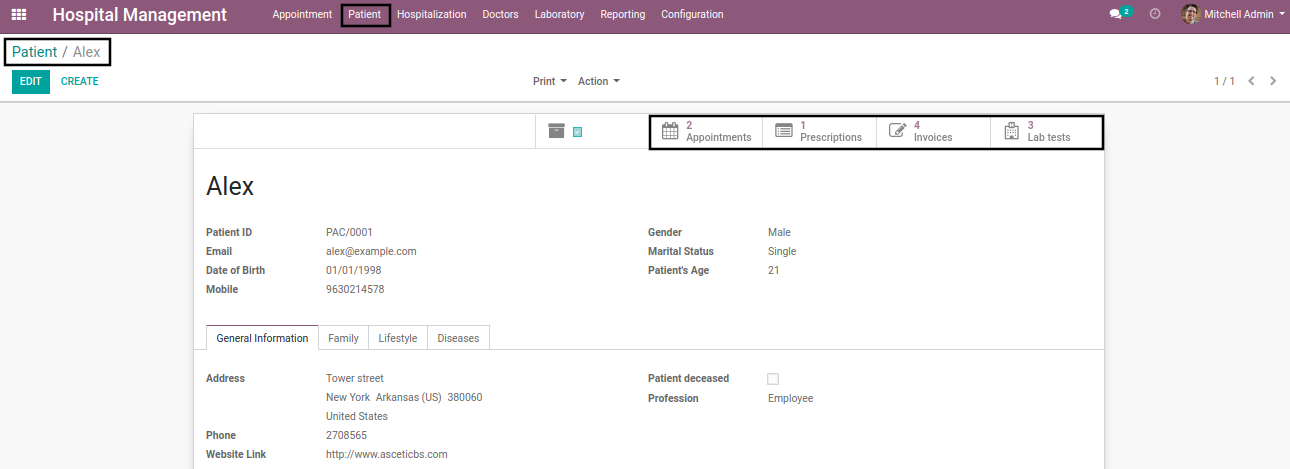 Hospital Management Appointment Patient Hospitalization Doctors Laboratory Reporting Configuration 2 Mitchell Admin
Patient / Alex
EDIT CREATE Print Action 1 / 1
2 Appointments 1 Prescriptions 4 Invoices 3 Lab tests
Alex
Patient ID PAC/0001 Gender Male
Email alex@example.com Marital Status Single
Date of Birth 01/01/1998 Patient's Age 21
Mobile 9630214578
General Information Family Lifestyle Diseases
Address Tower street Patient deceased
New York Arkansas (US) 380060 Profession Employee
United States
Phone 2708565
Website Link http://www.asceticbs.com